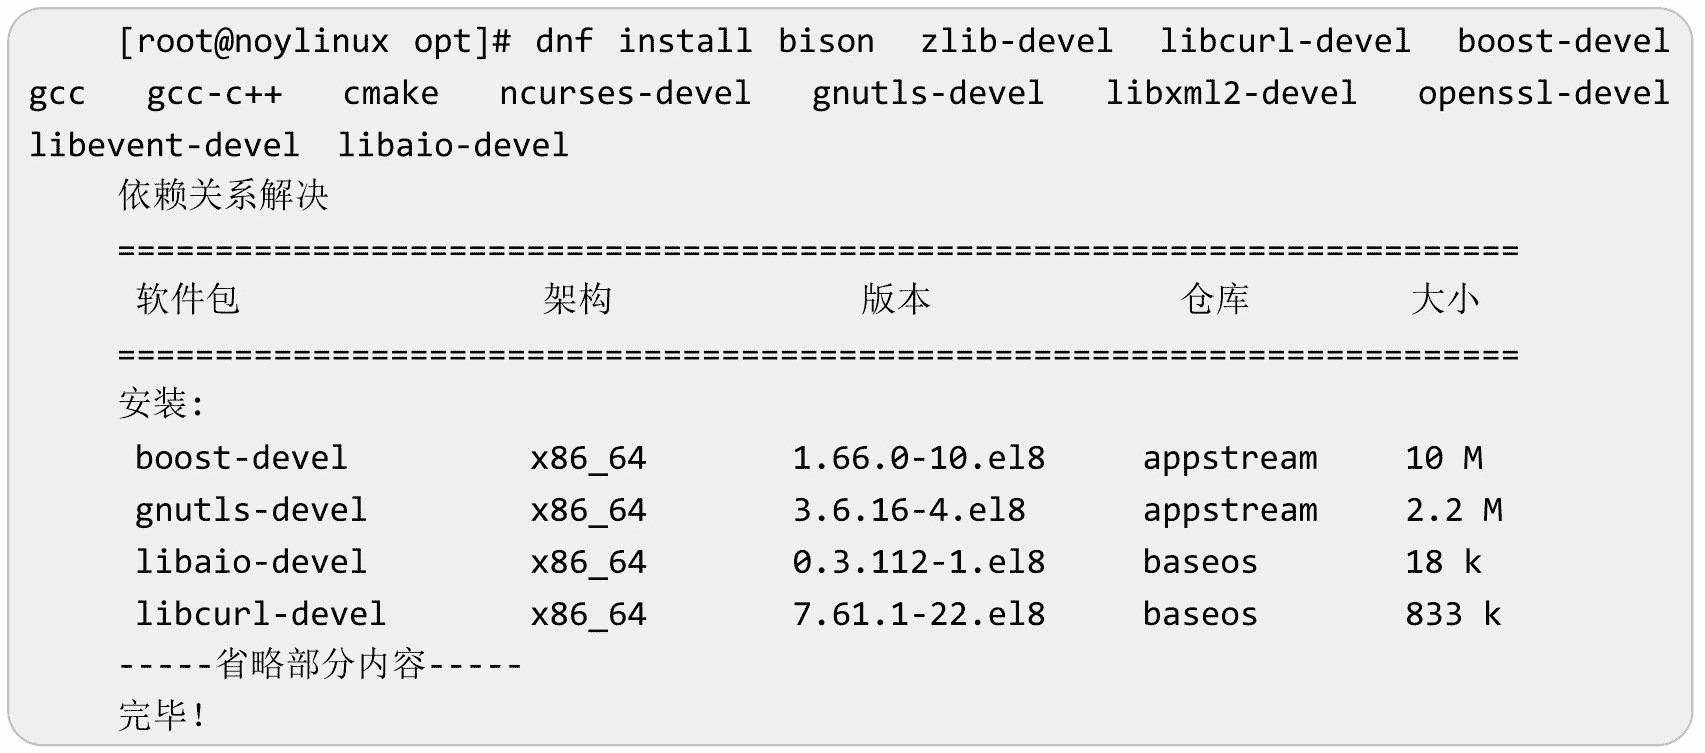 [root@noylinux opt]# dnf install bison zlib-devel libcurl-devel boost-devel
gcc gcc-c++ cmake ncurses-devel gnutls-devel libxml2-devel openssl-devel
libevent-devel libaio-devel
依赖关系解决
========================================================================
软件包 架构 版本 仓库 大小
========================================================================
安装:
boost-devel x86_64 1.66.0-10.el8 appstream 10 M
gnutls-devel x86_64 3.6.16-4.el8 appstream 2.2 M
libaio-devel x86_64 0.3.112-1.el8 baseos 18 k
libcurl-devel x86_64 7.61.1-22.el8 baseos 833 k
-----省略部分内容-----
完毕!